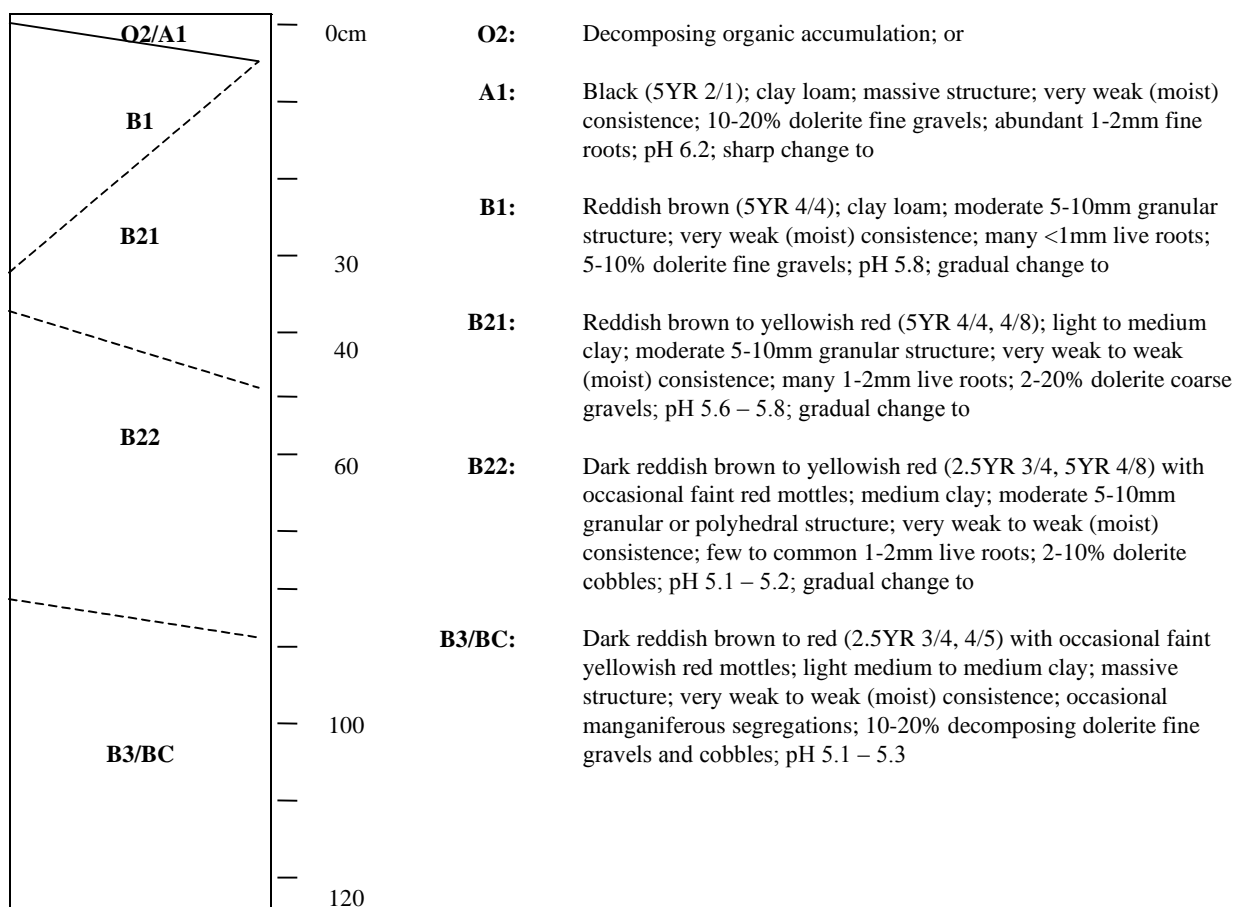 O2/A1
B1
B21
B22
B3/BC
0cm
30
40
60
100
120
O2: Decomposing organic accumulation; or
A1: Black (5YR 2/1); clay loam; massive structure; very weak (moist)
consistence; 10-20% dolerite fine gravels; abundant 1-2mm fine
roots; pH 6.2; sharp change to
B1: Reddish brown (5YR 4/4); clay loam; moderate 5-10mm granular
structure; very weak (moist) consistence; many <1mm live roots;
5-10% dolerite fine gravels; pH 5.8; gradual change to
B21: Reddish brown to yellowish red (5YR 4/4, 4/8); light to medium
clay; moderate 5-10mm granular structure; very weak to weak
(moist) consistence; many 1-2mm live roots; 2-20% dolerite coarse
gravels; pH 5.6 – 5.8; gradual change to
B22: Dark reddish brown to yellowish red (2.5YR 3/4, 5YR 4/8) with
occasional faint red mottles; medium clay; moderate 5-10mm
granular or polyhedral structure; very weak to weak (moist)
consistence; few to common 1-2mm live roots; 2-10% dolerite
cobbles; pH 5.1 – 5.2; gradual change to
B3/BC: Dark reddish brown to red (2.5YR 3/4, 4/5) with occasional faint
yellowish red mottles; light medium to medium clay; massive
structure; very weak to weak (moist) consistence; occasional
manganiferous segregations; 10-20% decomposing dolerite fine
gravels and cobbles; pH 5.1 – 5.3